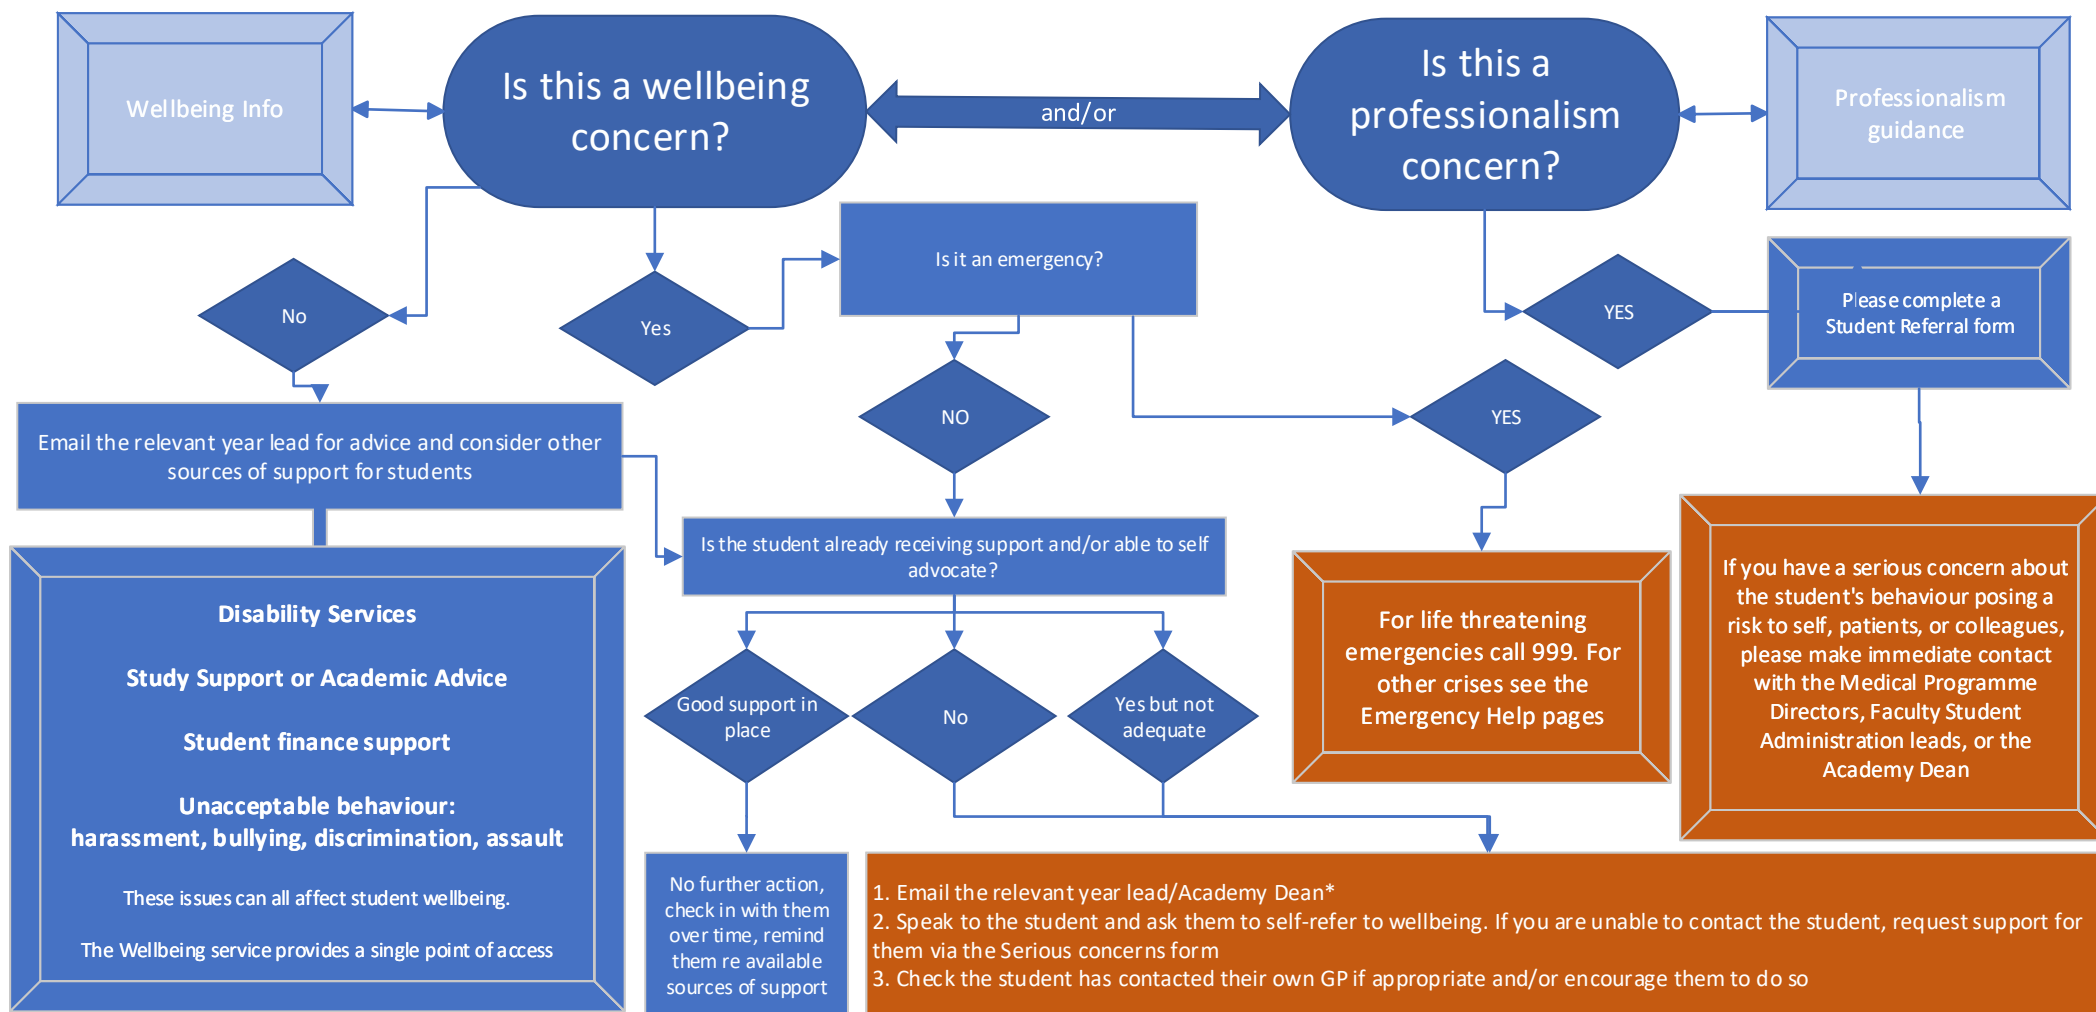 Wellbeing Info
Is this a wellbeing
concern?
and/or
Is this a
professionalism
concern?
Professionalism
guidance
Is it an emergency?
No
Yes
YES
Please complete a
Student Referral form
NO
YES
Email the relevant year lead for advice and consider other
sources of support for students
Is the student already receiving support and/or able to self
advocate?
Disability Services
Study Support or Academic Advice
Student finance support
Unacceptable behaviour:
harassment, bullying, discrimination, assault
These issues can all affect student wellbeing.
The Wellbeing service provides a single point of access
Good support in
place
No
Yes but not
adequate
For life threatening
emergencies call 999. For
other crises see the
Emergency Help pages
If you have a serious concern about
the student's behaviour posing a
risk to self, patients, or colleagues,
please make immediate contact
with the Medical Programme
Directors, Faculty Student
Administration leads, or the
Academy Dean
No further action,
check in with them
over time, remind
them re available
sources of support
1. Email the relevant year lead/Academy Dean*
2. Speak to the student and ask them to self-refer to wellbeing. If you are unable to contact the student, request support for
them via the Serious concerns form
3. Check the student has contacted their own GP if appropriate and/or encourage them to do so